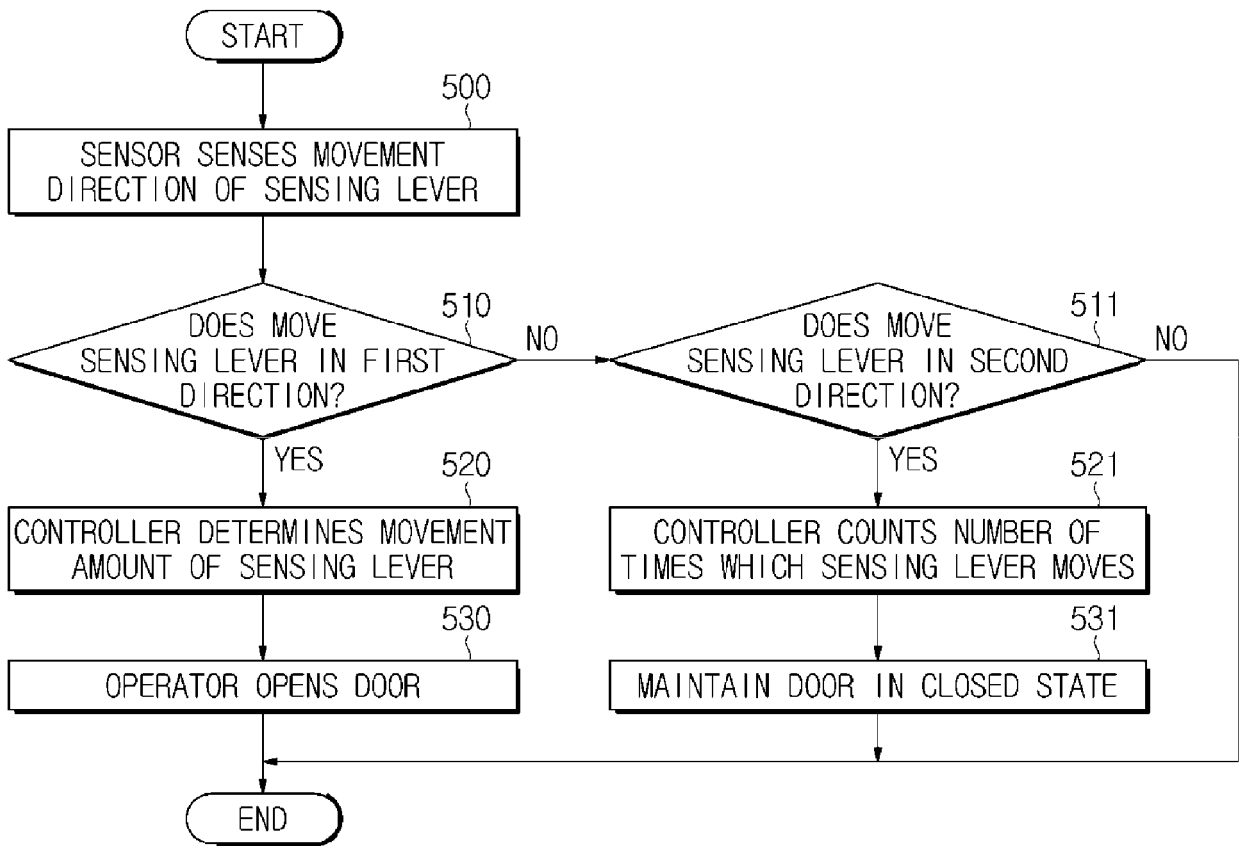 START
500
SENSOR SENSES MOVEMENT
DIRECTION OF SENSING LEVER
510
DOES MOVE
SENSING LEVER IN FIRST
DIRECTION?
NO
511
DOES MOVE
SENSING LEVER IN SECOND
DIRECTION?
NO
YES
YES
520
CONTROLLER DETERMINES MOVEMENT
AMOUNT OF SENSING LEVER
521
CONTROLLER COUNTS NUMBER OF
TIMES WHICH SENSING LEVER MOVES
530
OPERATOR OPENS DOOR
531
MAINTAIN DOOR IN CLOSED STATE
END